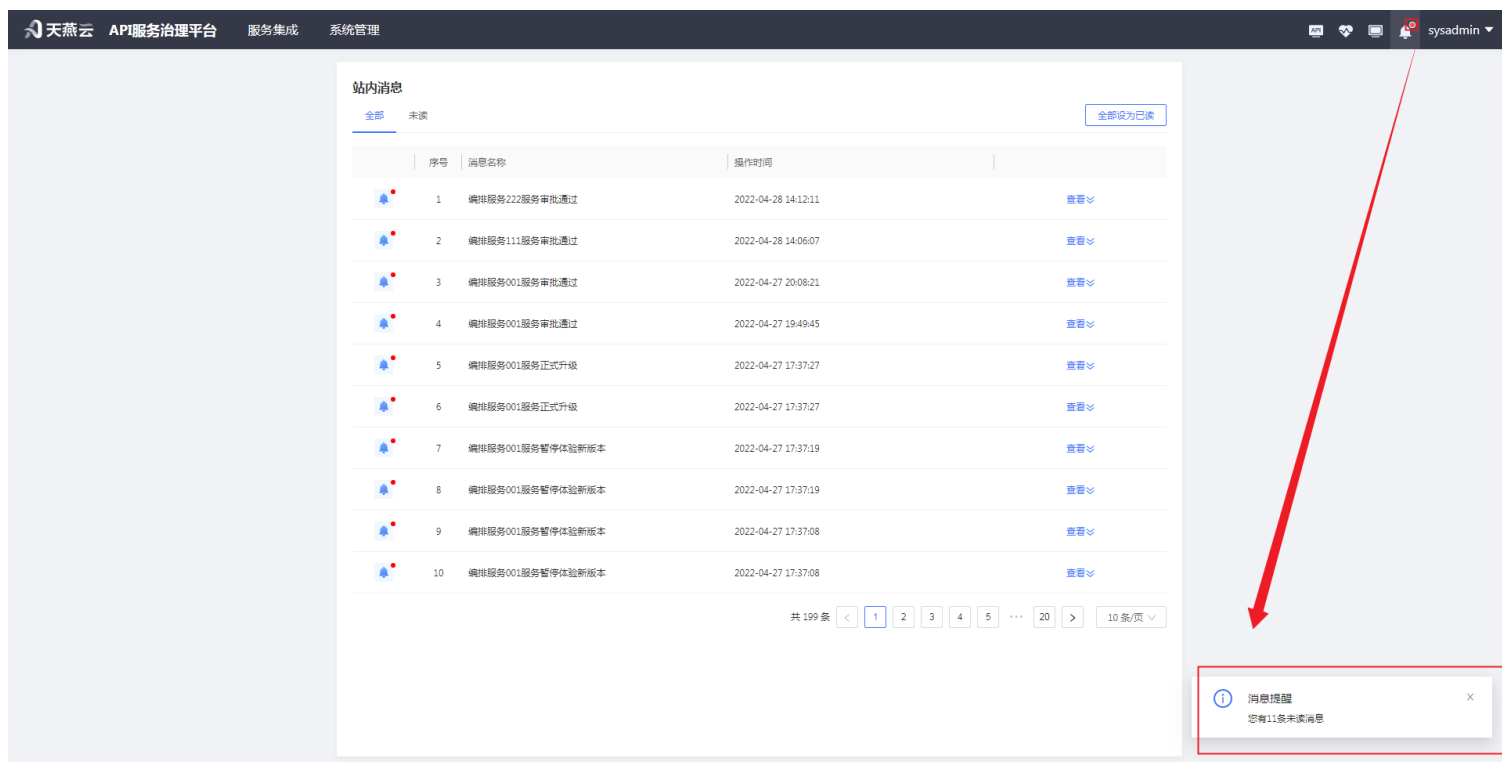 天燕云 API服务治理平台 服务集成 系统管理 API sysadmin
站内消息
全部 未读 全部设为已读
序号 消息名称 操作时间
1 编排服务222服务审批通过 2022-04-28 14:12:11 查看
2 编排服务111服务审批通过 2022-04-28 14:06:07 查看
3 编排服务001服务审批通过 2022-04-27 20:08:21 查看
4 编排服务001服务审批通过 2022-04-27 19:49:45 查看
5 编排服务001服务正式升级 2022-04-27 17:37:27 查看
6 编排服务001服务正式升级 2022-04-27 17:37:27 查看
7 编排服务001服务暂停体验新版本 2022-04-27 17:37:19 查看
8 编排服务001服务暂停体验新版本 2022-04-27 17:37:19 查看
9 编排服务001服务暂停体验新版本 2022-04-27 17:37:08 查看
10 编排服务001服务暂停体验新版本 2022-04-27 17:37:08 查看
共 199 条 < 1 2 3 4 5 ··· 20 > 10 条/页
消息提醒
您有11条未读消息